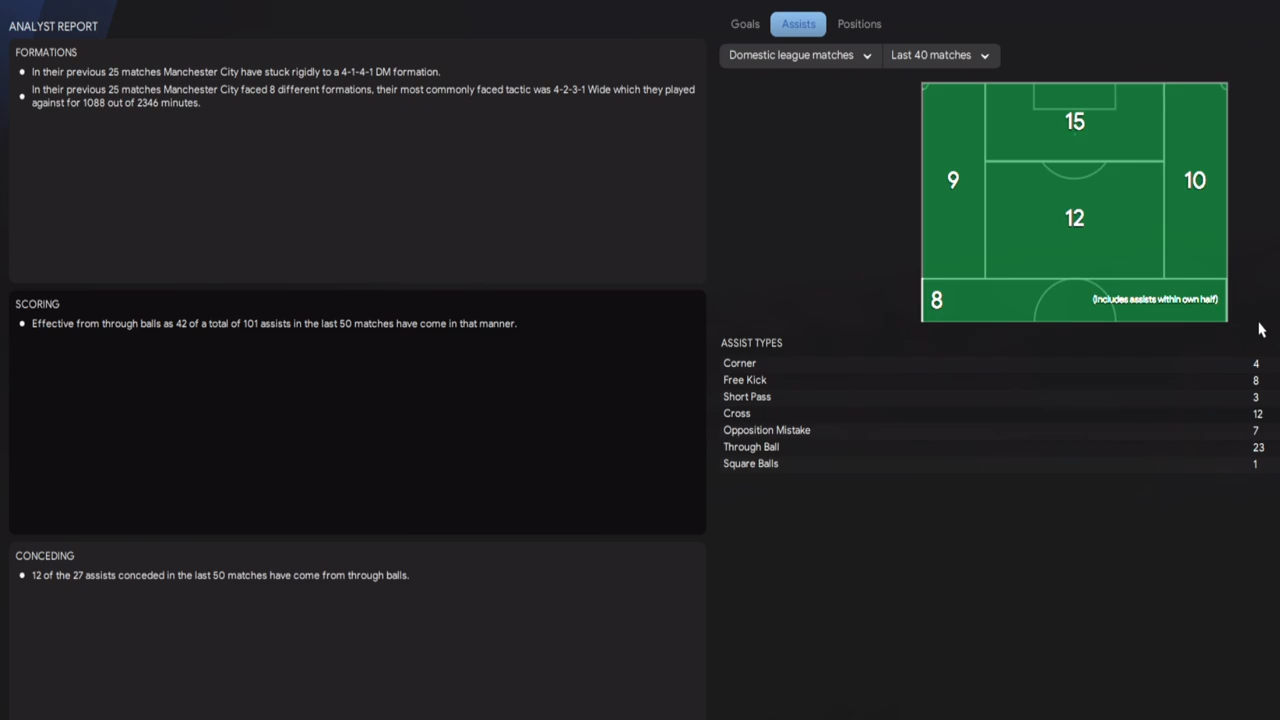 ANALYST REPORT
FORMATIONS
In their previous 25 matches Manchester City have stuck rigidly to a 4-1-4-1 DM formation.
In their previous 25 matches Manchester City faced 8 different formations, their most commonly faced tactic was 4-2-3-1 Wide which they played
against for 1088 out of 2346 minutes.
SCORING
Effective from through balls as 42 of a total of 101 assists in the last 50 matches have come in that manner.
CONCEDING
12 of the 27 assists conceded in the last 50 matches have come from through balls.
Goals Assists Positions
Domestic league matches Last 40 matches
15
9 10
12
8 (Includes assists within own half)
ASSIST TYPES
Corner 4
Free Kick 8
Short Pass 3
Cross 12
Opposition Mistake 7
Through Ball 23
Square Balls 1